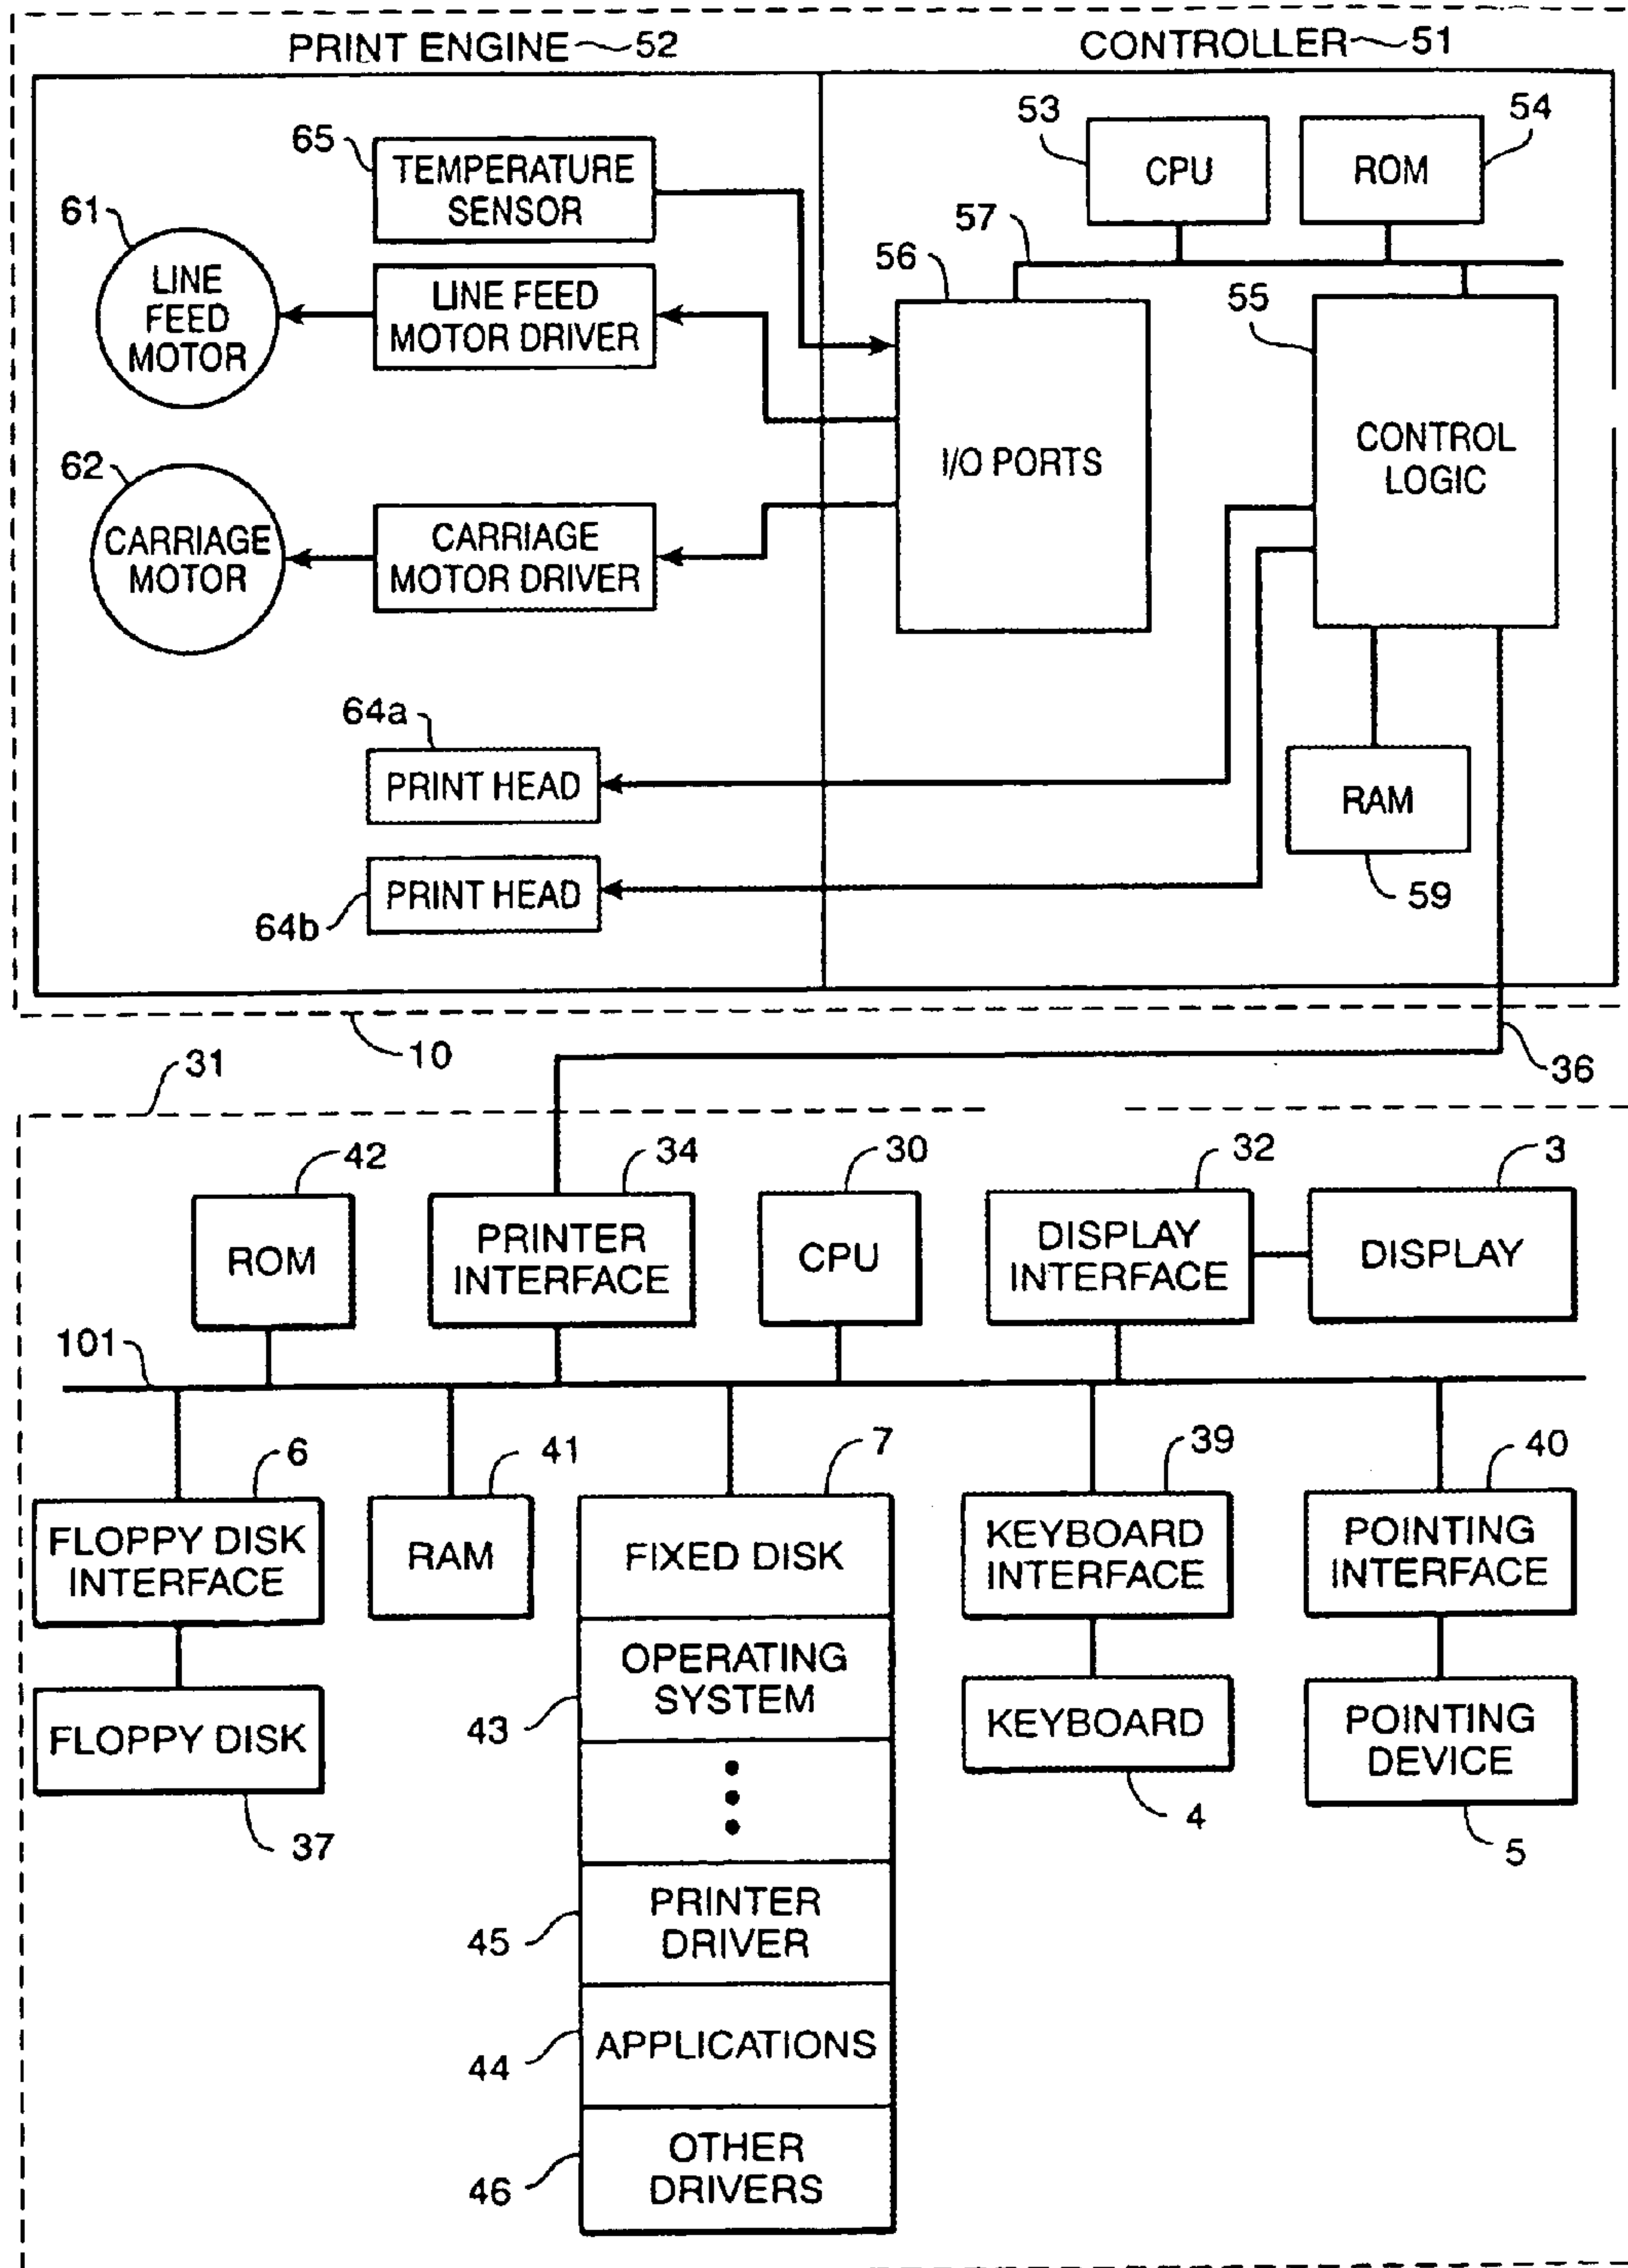 PRINT ENGINE 52
CONTROLLER 51
65
TEMPERATURE
SENSOR
53
CPU
54
ROM
61
LINE
FEED
MOTOR
LINE FEED
MOTOR DRIVER
57
56
I/O PORTS
55
CONTROL
LOGIC
62
CARRIAGE
MOTOR
CARRIAGE
MOTOR DRIVER
64a
PRINT HEAD
RAM
59
PRINT HEAD
64b
10
36
31
42
ROM
34
PRINTER
INTERFACE
30
CPU
32
DISPLAY
INTERFACE
3
DISPLAY
101
6
FLOPPY DISK
INTERFACE
41
RAM
7
FIXED DISK
39
KEYBOARD
INTERFACE
40
POINTING
INTERFACE
FLOPPY DISK
37
OPERATING
SYSTEM
43
KEYBOARD
4
POINTING
DEVICE
5
PRINTER
DRIVER
45
APPLICATIONS
44
OTHER
DRIVERS
46